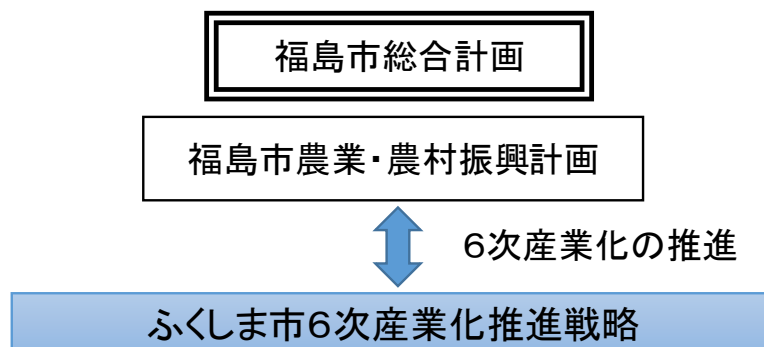 福島市総合計画
福島市農業・農村振興計画
６次産業化の推進
ふくしま市６次産業化推進戦略